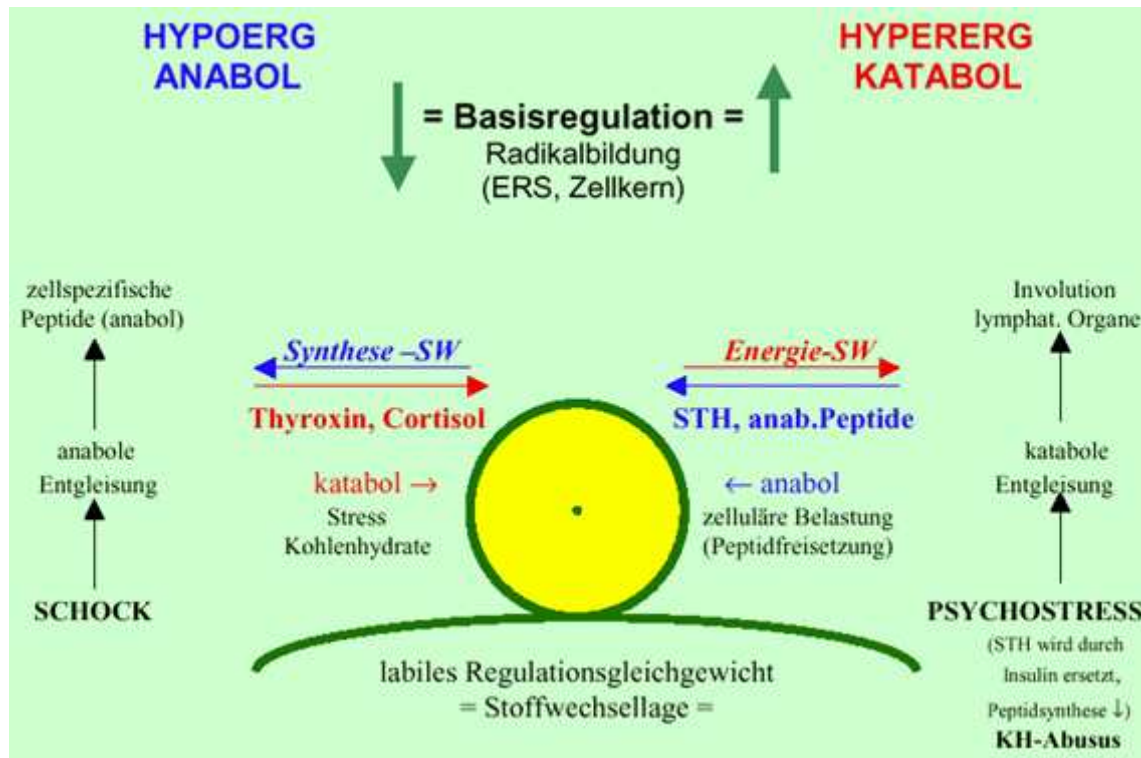 HYPOERG
ANABOL
HYPERERG
KATABOL
= Basisregulation =
Radikalbildung
(ERS, Zellkern)
zellspezifische
Peptide (anabol)
Involution
lymphat. Organe
Synthese –SW
Energie-SW
Thyroxin, Cortisol
STH, anab.Peptide
anabole
Entgleisung
katabol →
Stress
Kohlenhydrate
← anabol
zelluläre Belastung
(Peptidfreisetzung)
katabole
Entgleisung
SCHOCK
PSYCHOSTRESS
(STH wird durch
Insulin ersetzt,
Peptidsynthese ↓)
KH-Abusus
labiles Regulationsgleichgewicht
= Stoffwechsellage =